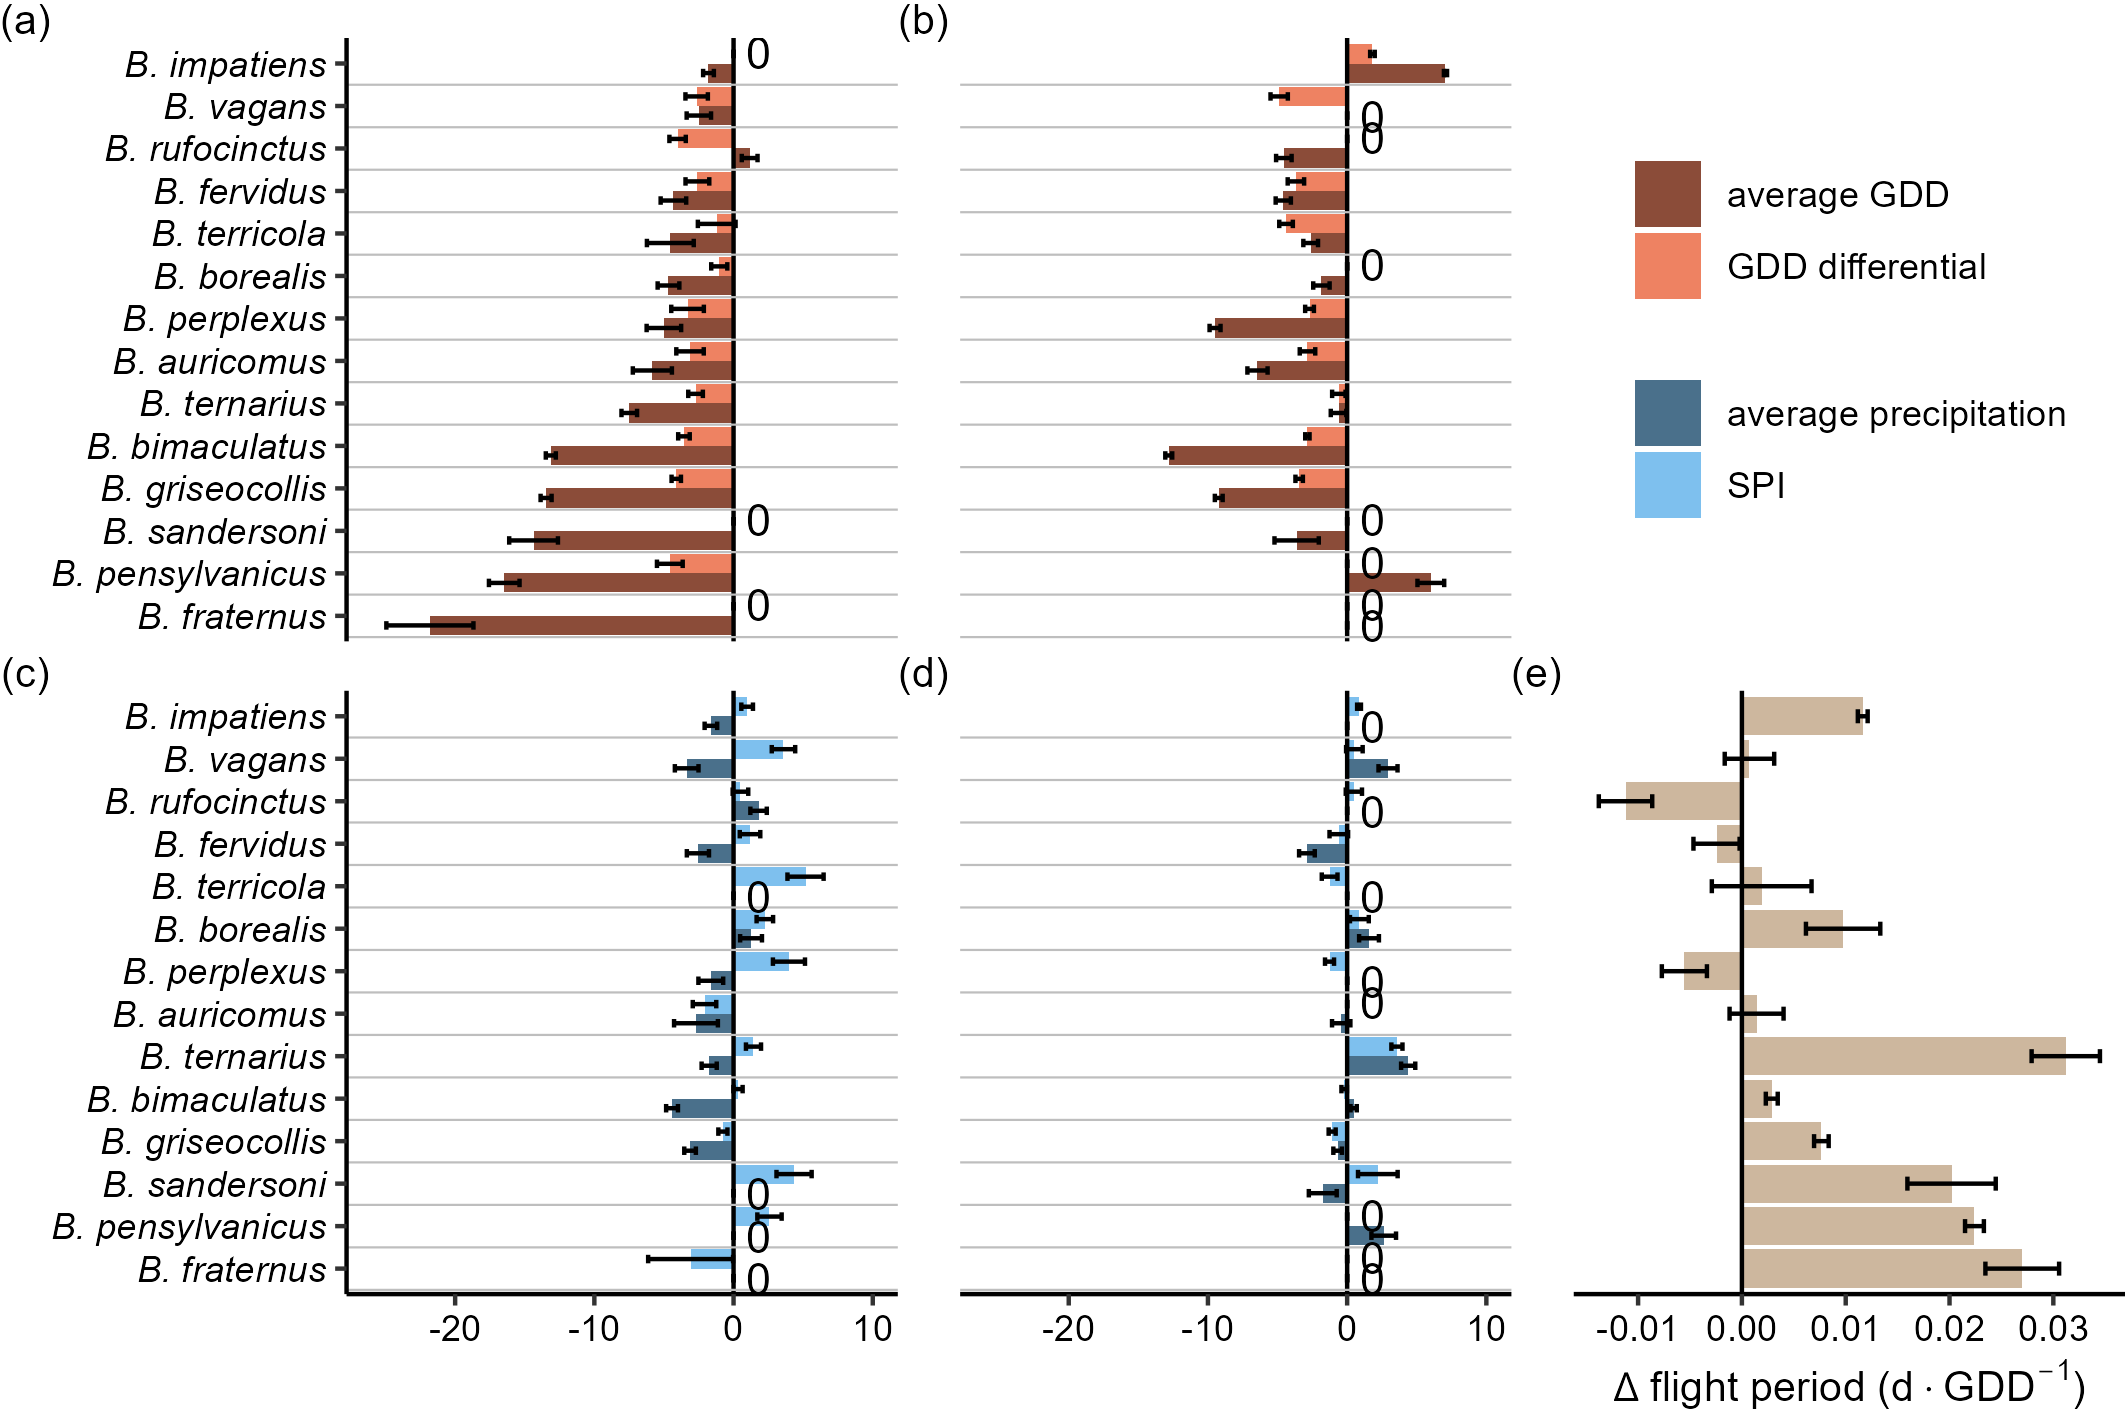 (a)
B. impatiens
B. vagans
B. rufocinctus
B. fervidus
B. terricola
B. borealis
B. perplexus
B. auricomus
B. ternarius
B. bimaculatus
B. griseocollis
B. sandersoni
B. pensylvanicus
B. fraternus
0
0
0
(b)
0
0
0
0
0
0
0
average GDD
GDD differential
average precipitation
SPI
(c)
B. impatiens
B. vagans
B. rufocinctus
B. fervidus
B. terricola
B. borealis
B. perplexus
B. auricomus
B. ternarius
B. bimaculatus
B. griseocollis
B. sandersoni
B. pensylvanicus
B. fraternus
0
0
0
0
-20 -10 0 10
(d)
0
0
0
0
0
0
0
0
-20 -10 0 10
(e)
-0.01 0.00 0.01 0.02 0.03
Δ flight period (d · GDD⁻¹)